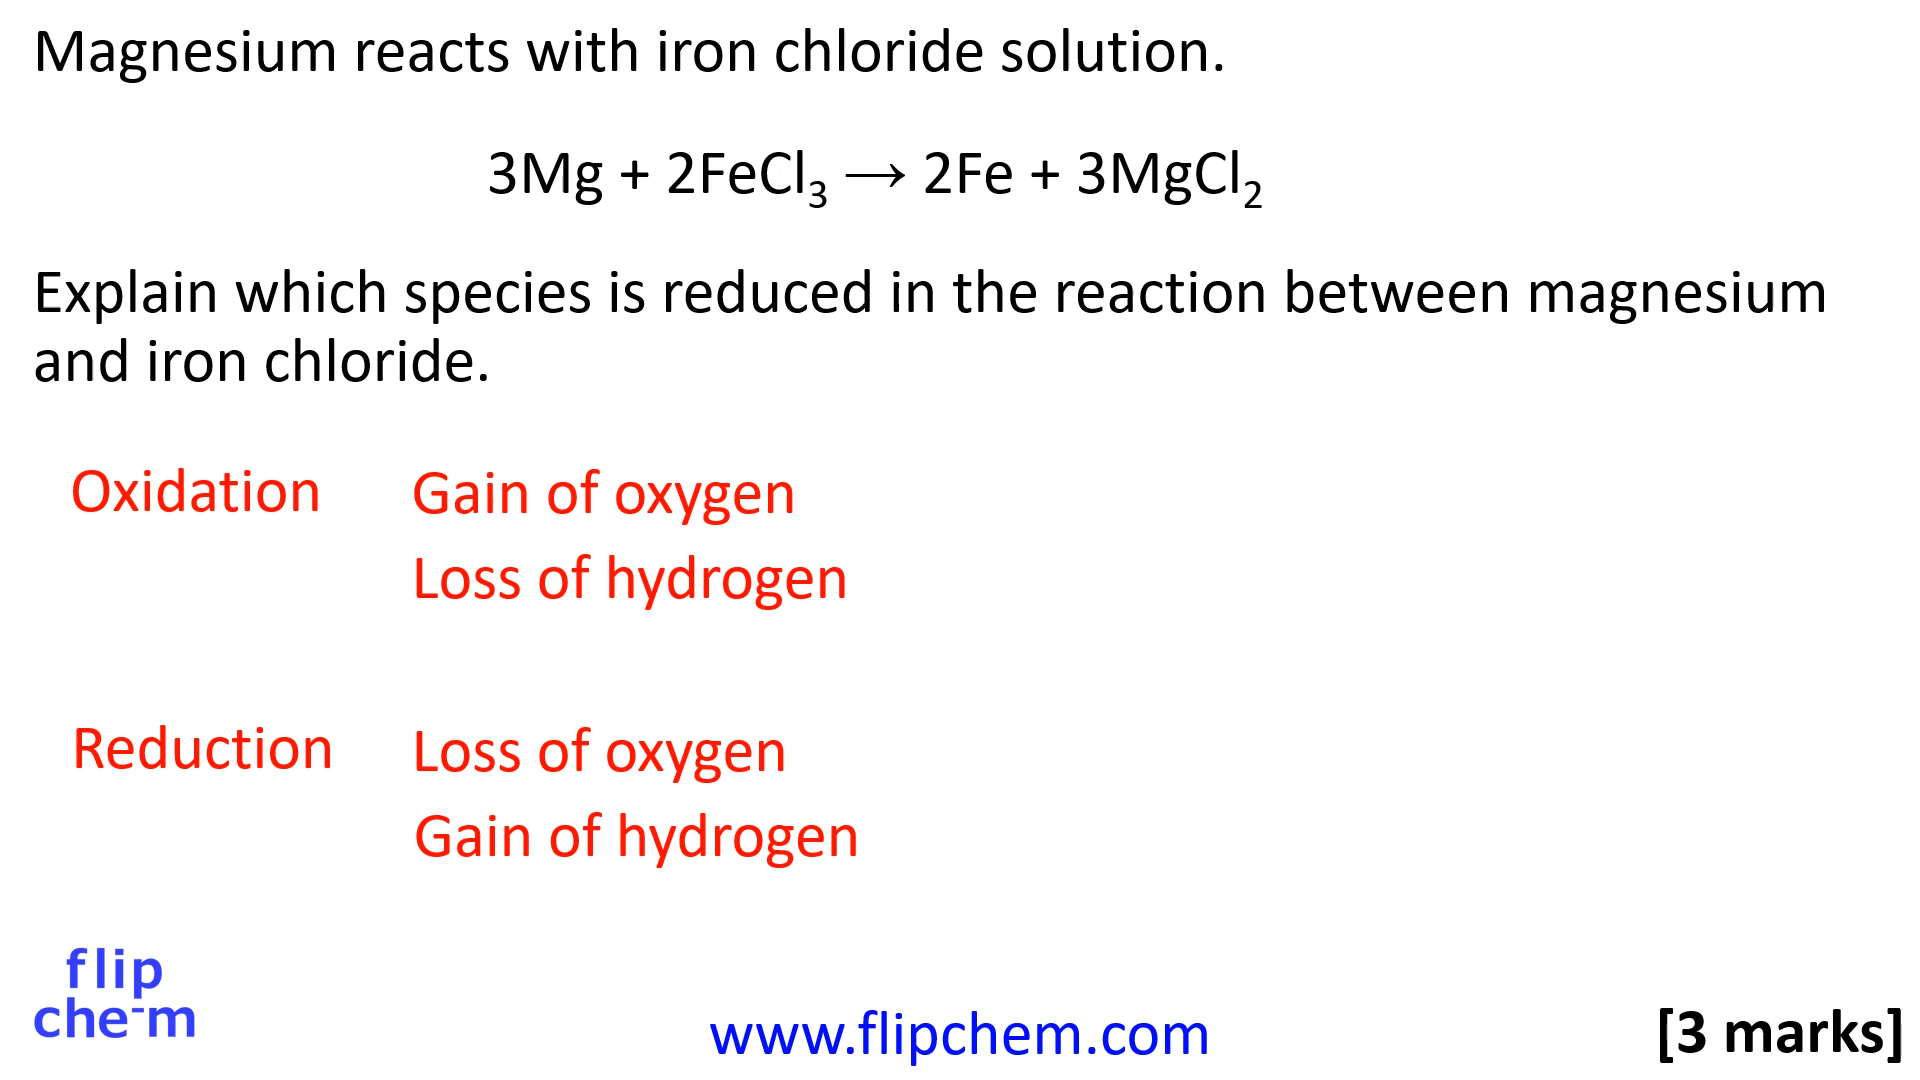 Magnesium reacts with iron chloride solution.
3Mg + 2FeCl₃ → 2Fe + 3MgCl₂
Explain which species is reduced in the reaction between magnesium
and iron chloride.
Oxidation Gain of oxygen
Loss of hydrogen
Reduction Loss of oxygen
Gain of hydrogen
flip
che-m
www.flipchem.com
[3 marks]